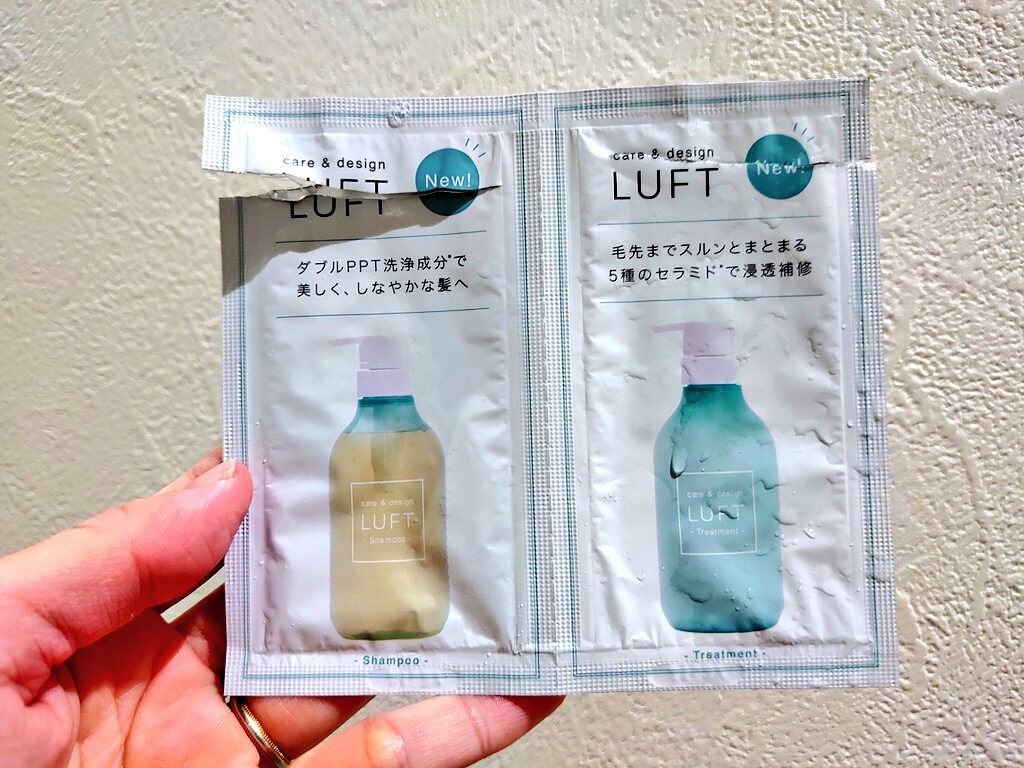 care & design
LUFT
New!
ダブルPPT洗浄成分*で
美しく、しなやかな髪へ
care & design
LUFT
- Shampoo -
- Shampoo -
care & design
LUFT
New!
毛先までスルンとまとまる
5種のセラミド*で浸透補修
care & design
LUFT
- Treatment -
- Treatment -